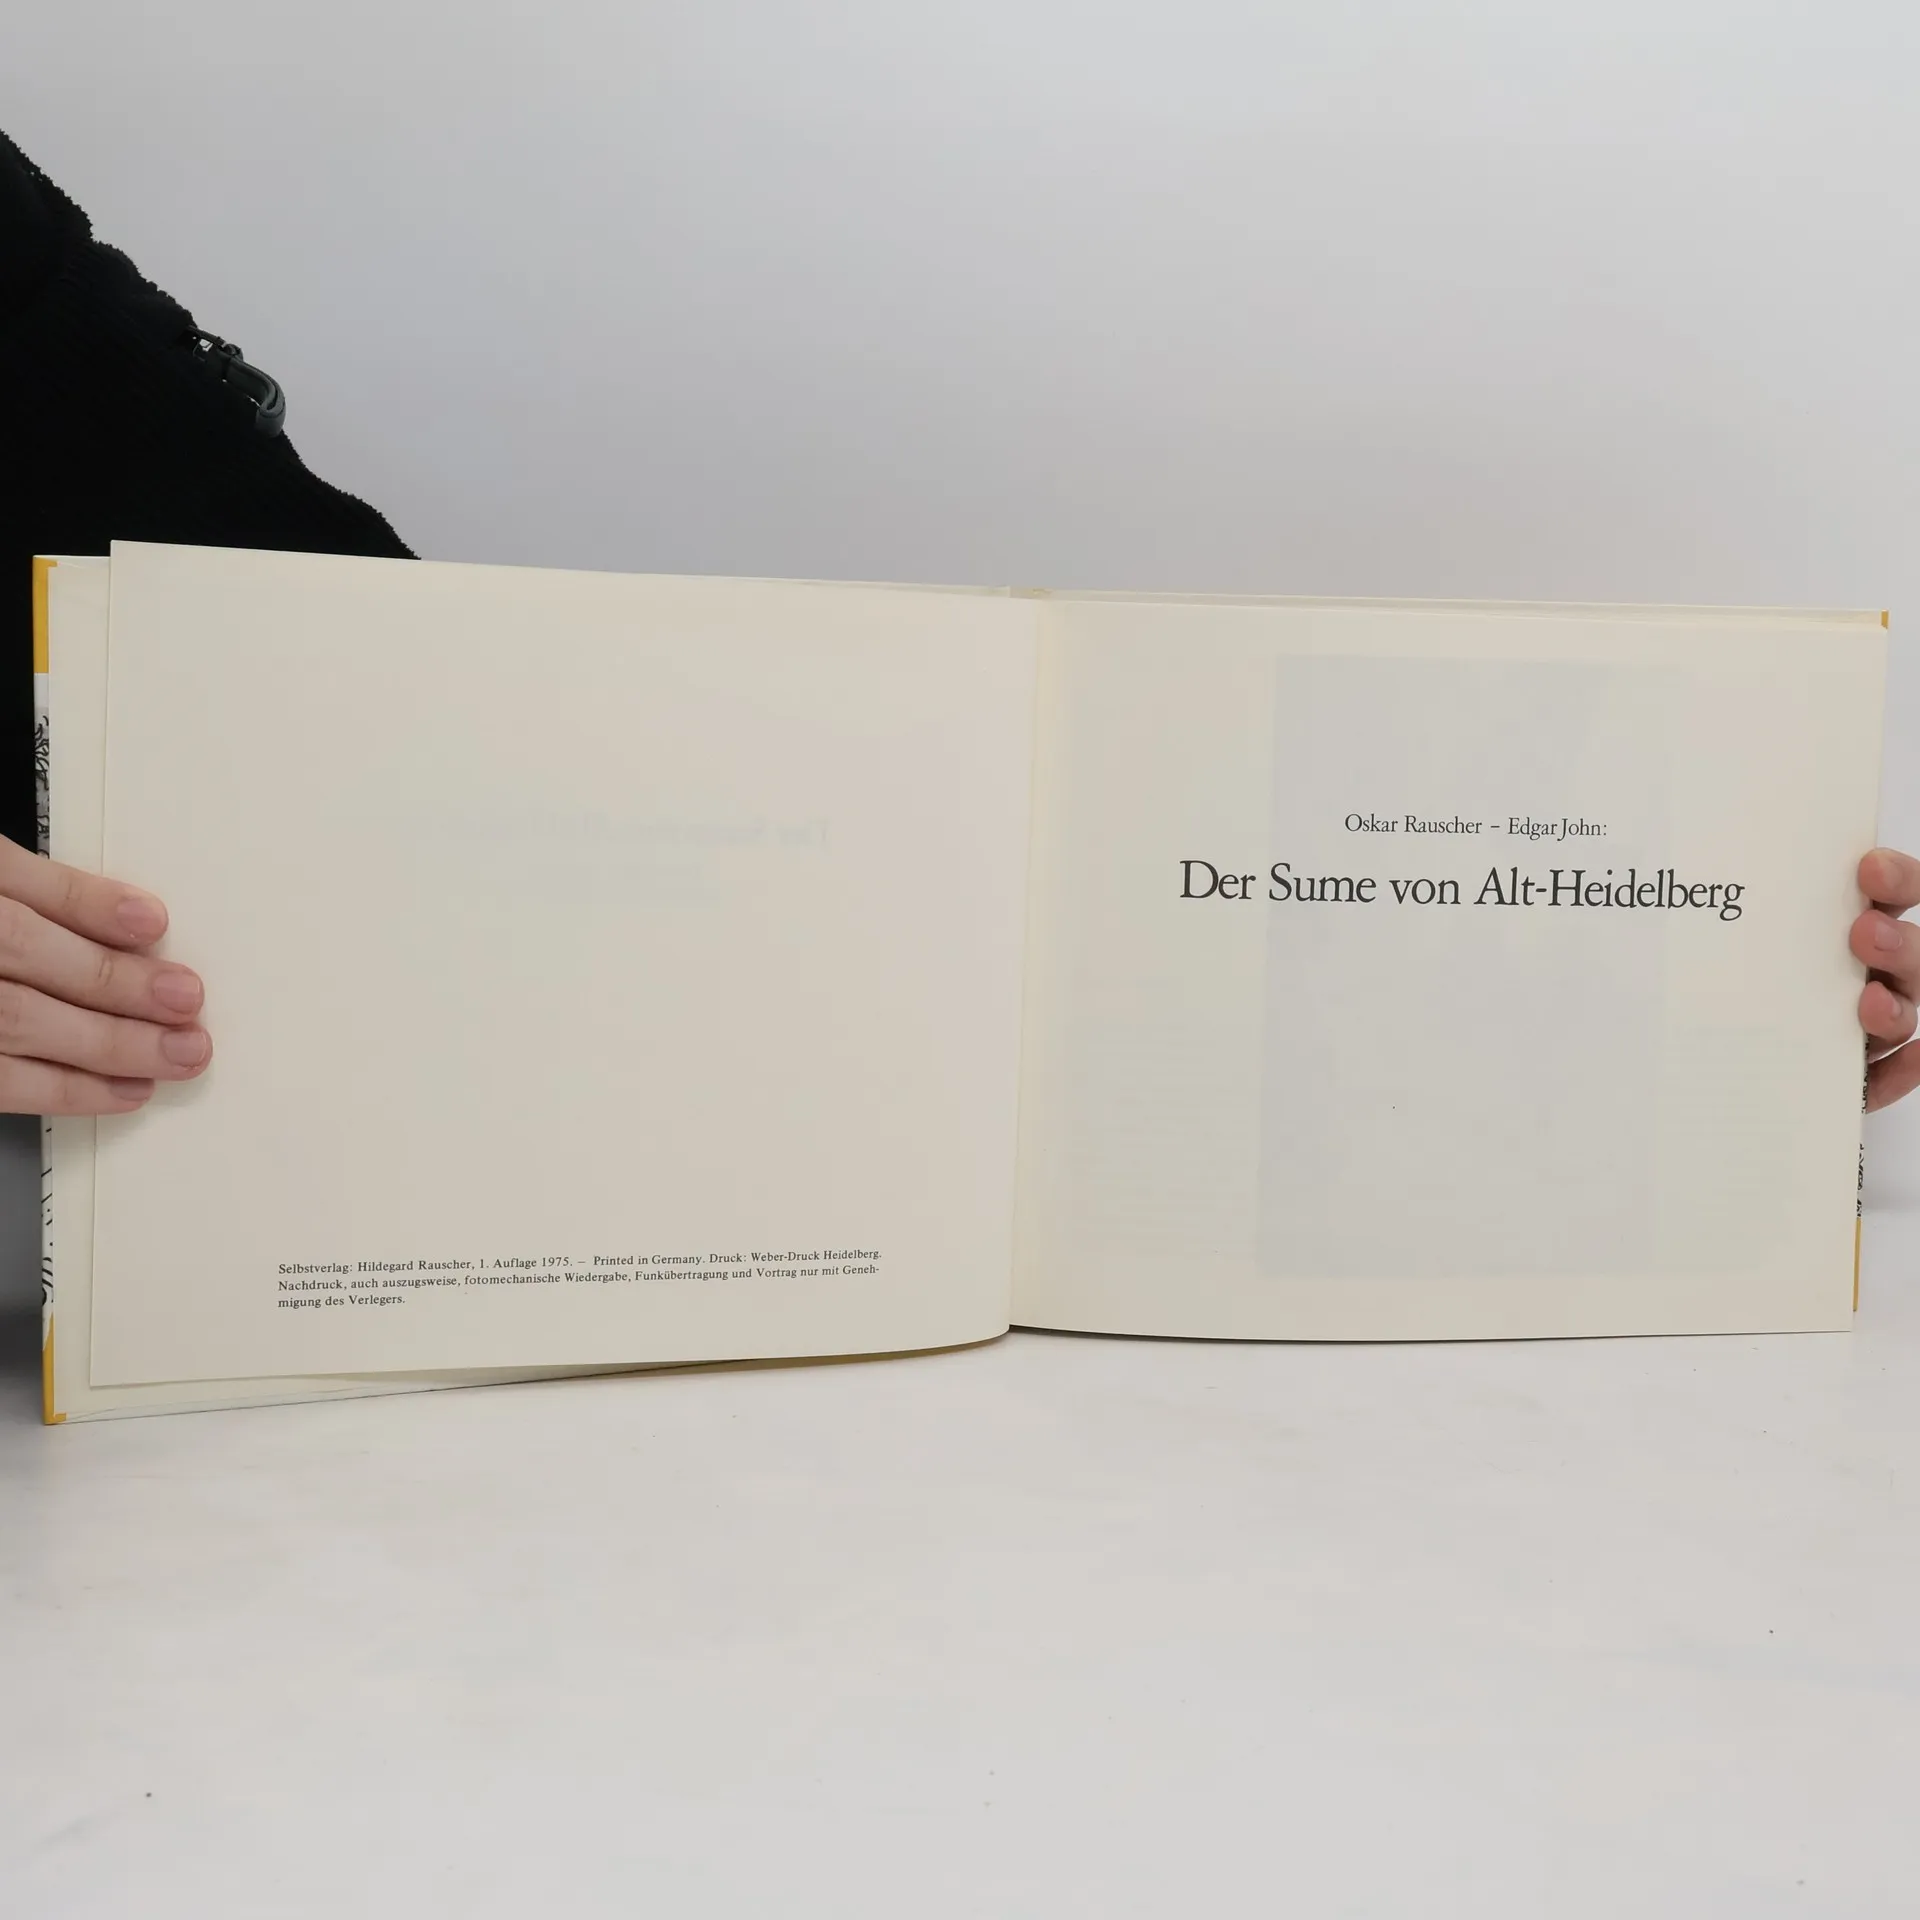 Selbstverlag: Hildegard Rauscher, 1. Auflage 1975. – Printed in Germany. Druck: Weber-Druck Heidelberg.
Nachdruck, auch auszugsweise, fotomechanische Wiedergabe, Funkübertragung und Vortrag nur mit Geneh-
migung des Verlegers.
Oskar Rauscher – Edgar John:
Der Sume von Alt-Heidelberg